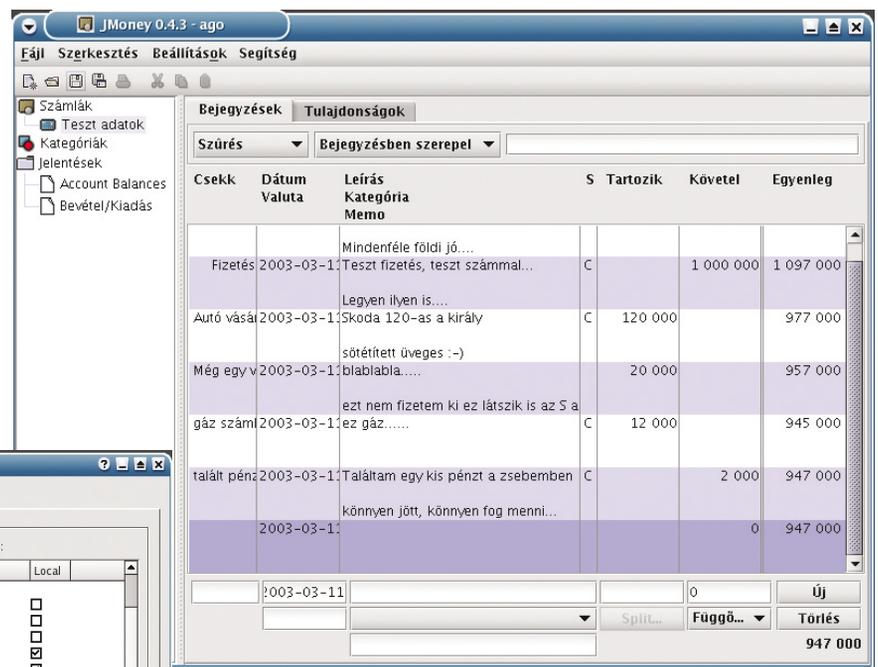 JMoney 0.4.3 - ago
Fájl Szerkesztés Beállítások Segítség
Számlák
Teszt adatok
Kategóriák
Jelentések
Account Balances
Bevétel/Kiadás
Bejegyzések Tulajdonságok
Szûrés Bejegyzésben szerepel
Csekk Dátum Leírás S Tartozik Követel Egyenleg
Valuta Kategória
Memo
Mindenféle földi jó....
Fizetés 2003-03-11 Teszt fizetés, teszt számmal... C 1 000 000 1 097 000
Legyen ilyen is....
Autó vásá 2003-03-11 Skoda 120-as a király C 120 000 977 000
sötétített üveges :-)
Még egy v 2003-03-11 blablabla..... 20 000 957 000
ezt nem fizetem ki ez látszik is az S a
gáz száml 2003-03-11 ez gáz...... C 12 000 945 000
talált pénz 2003-03-11 Találtam egy kis pénzt a zsebemben C 2 000 947 000
könnyen jött, könnyen fog menni...
2003-03-11 0 947 000
2003-03-11 0 Új
Split... Függõ... Törlés
947 000
Local